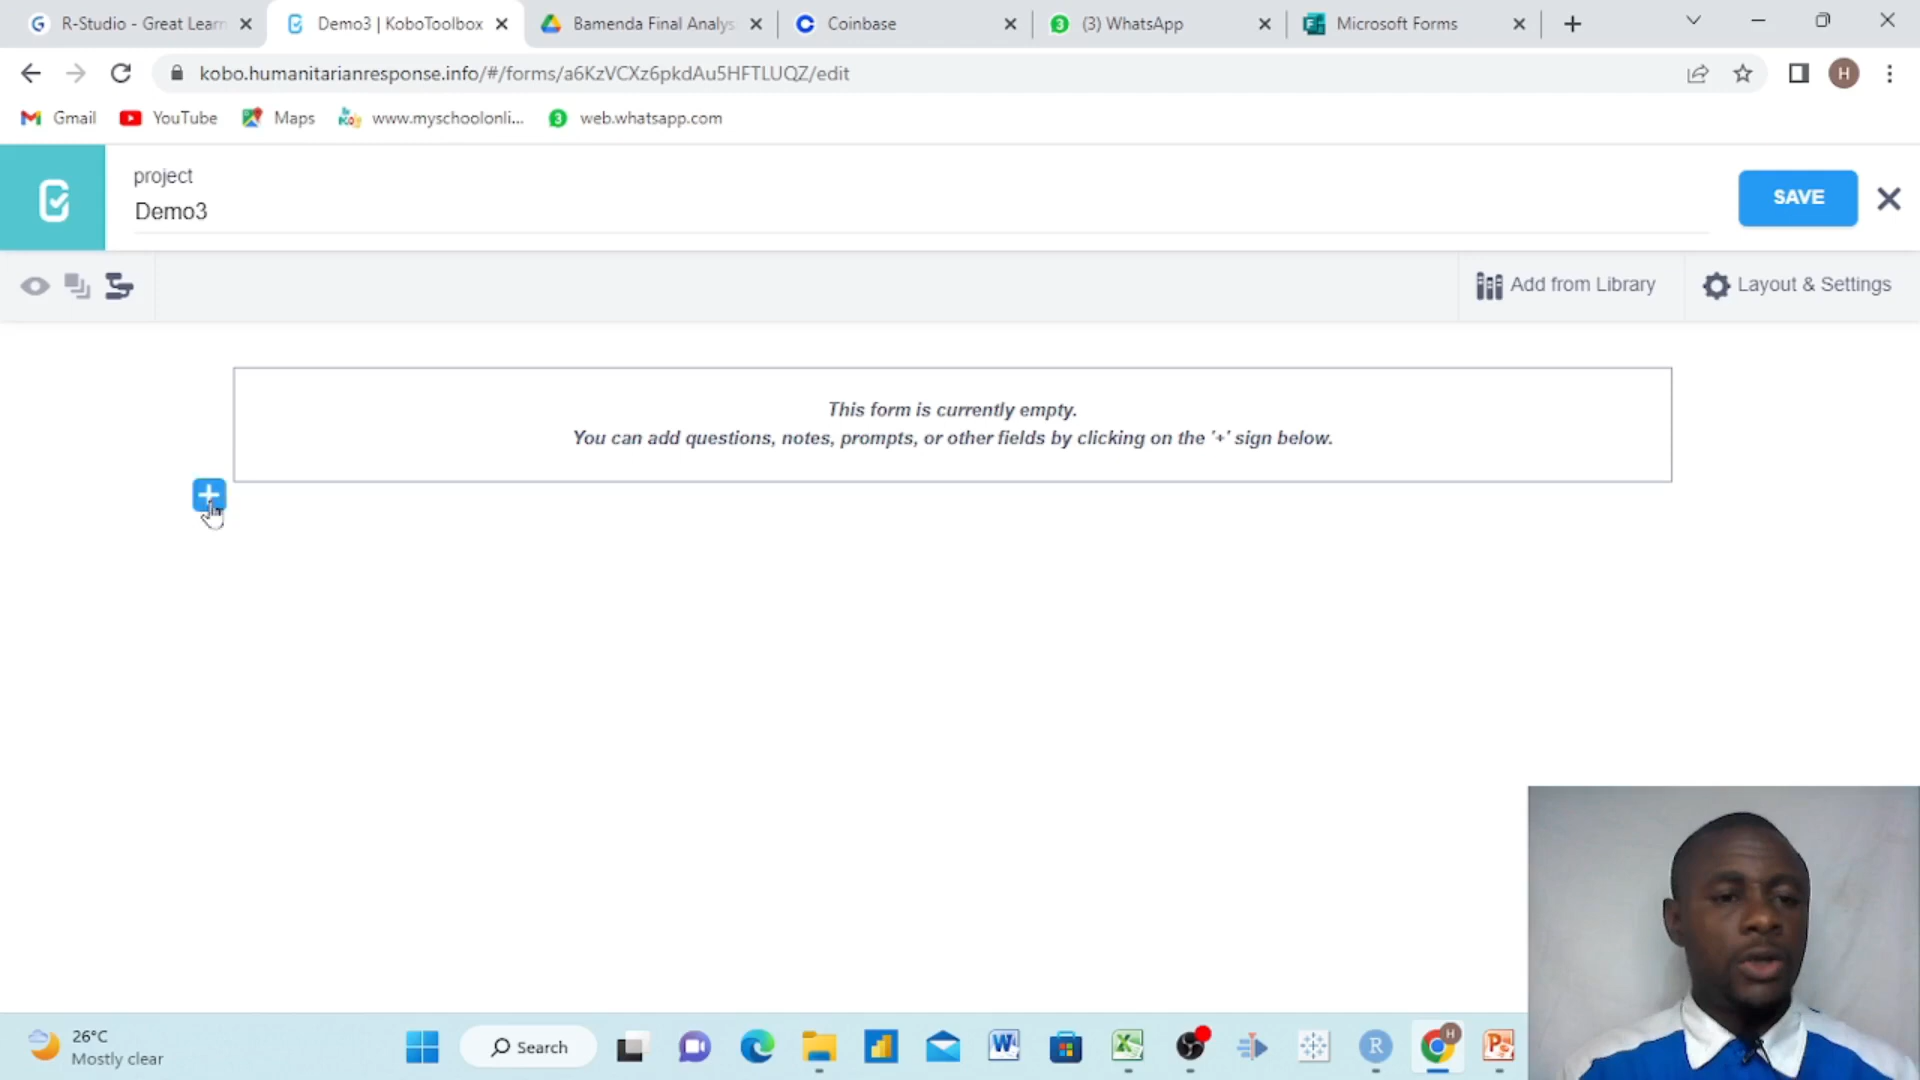 R-Studio - Great Learn
Demo3 | KoboToolbox
Bamenda Final Analys
Coinbase
(3) WhatsApp
Microsoft Forms
kobo.humanitarianresponse.info/#/forms/a6KzVCXz6pkdAu5HFTLUQZ/edit
H
Gmail
YouTube
Maps
www.myschoolonli...
web.whatsapp.com
project
Demo3
SAVE
Add from Library
Layout & Settings
This form is currently empty.
You can add questions, notes, prompts, or other fields by clicking on the '+' sign below.
26°C
Mostly clear
Search